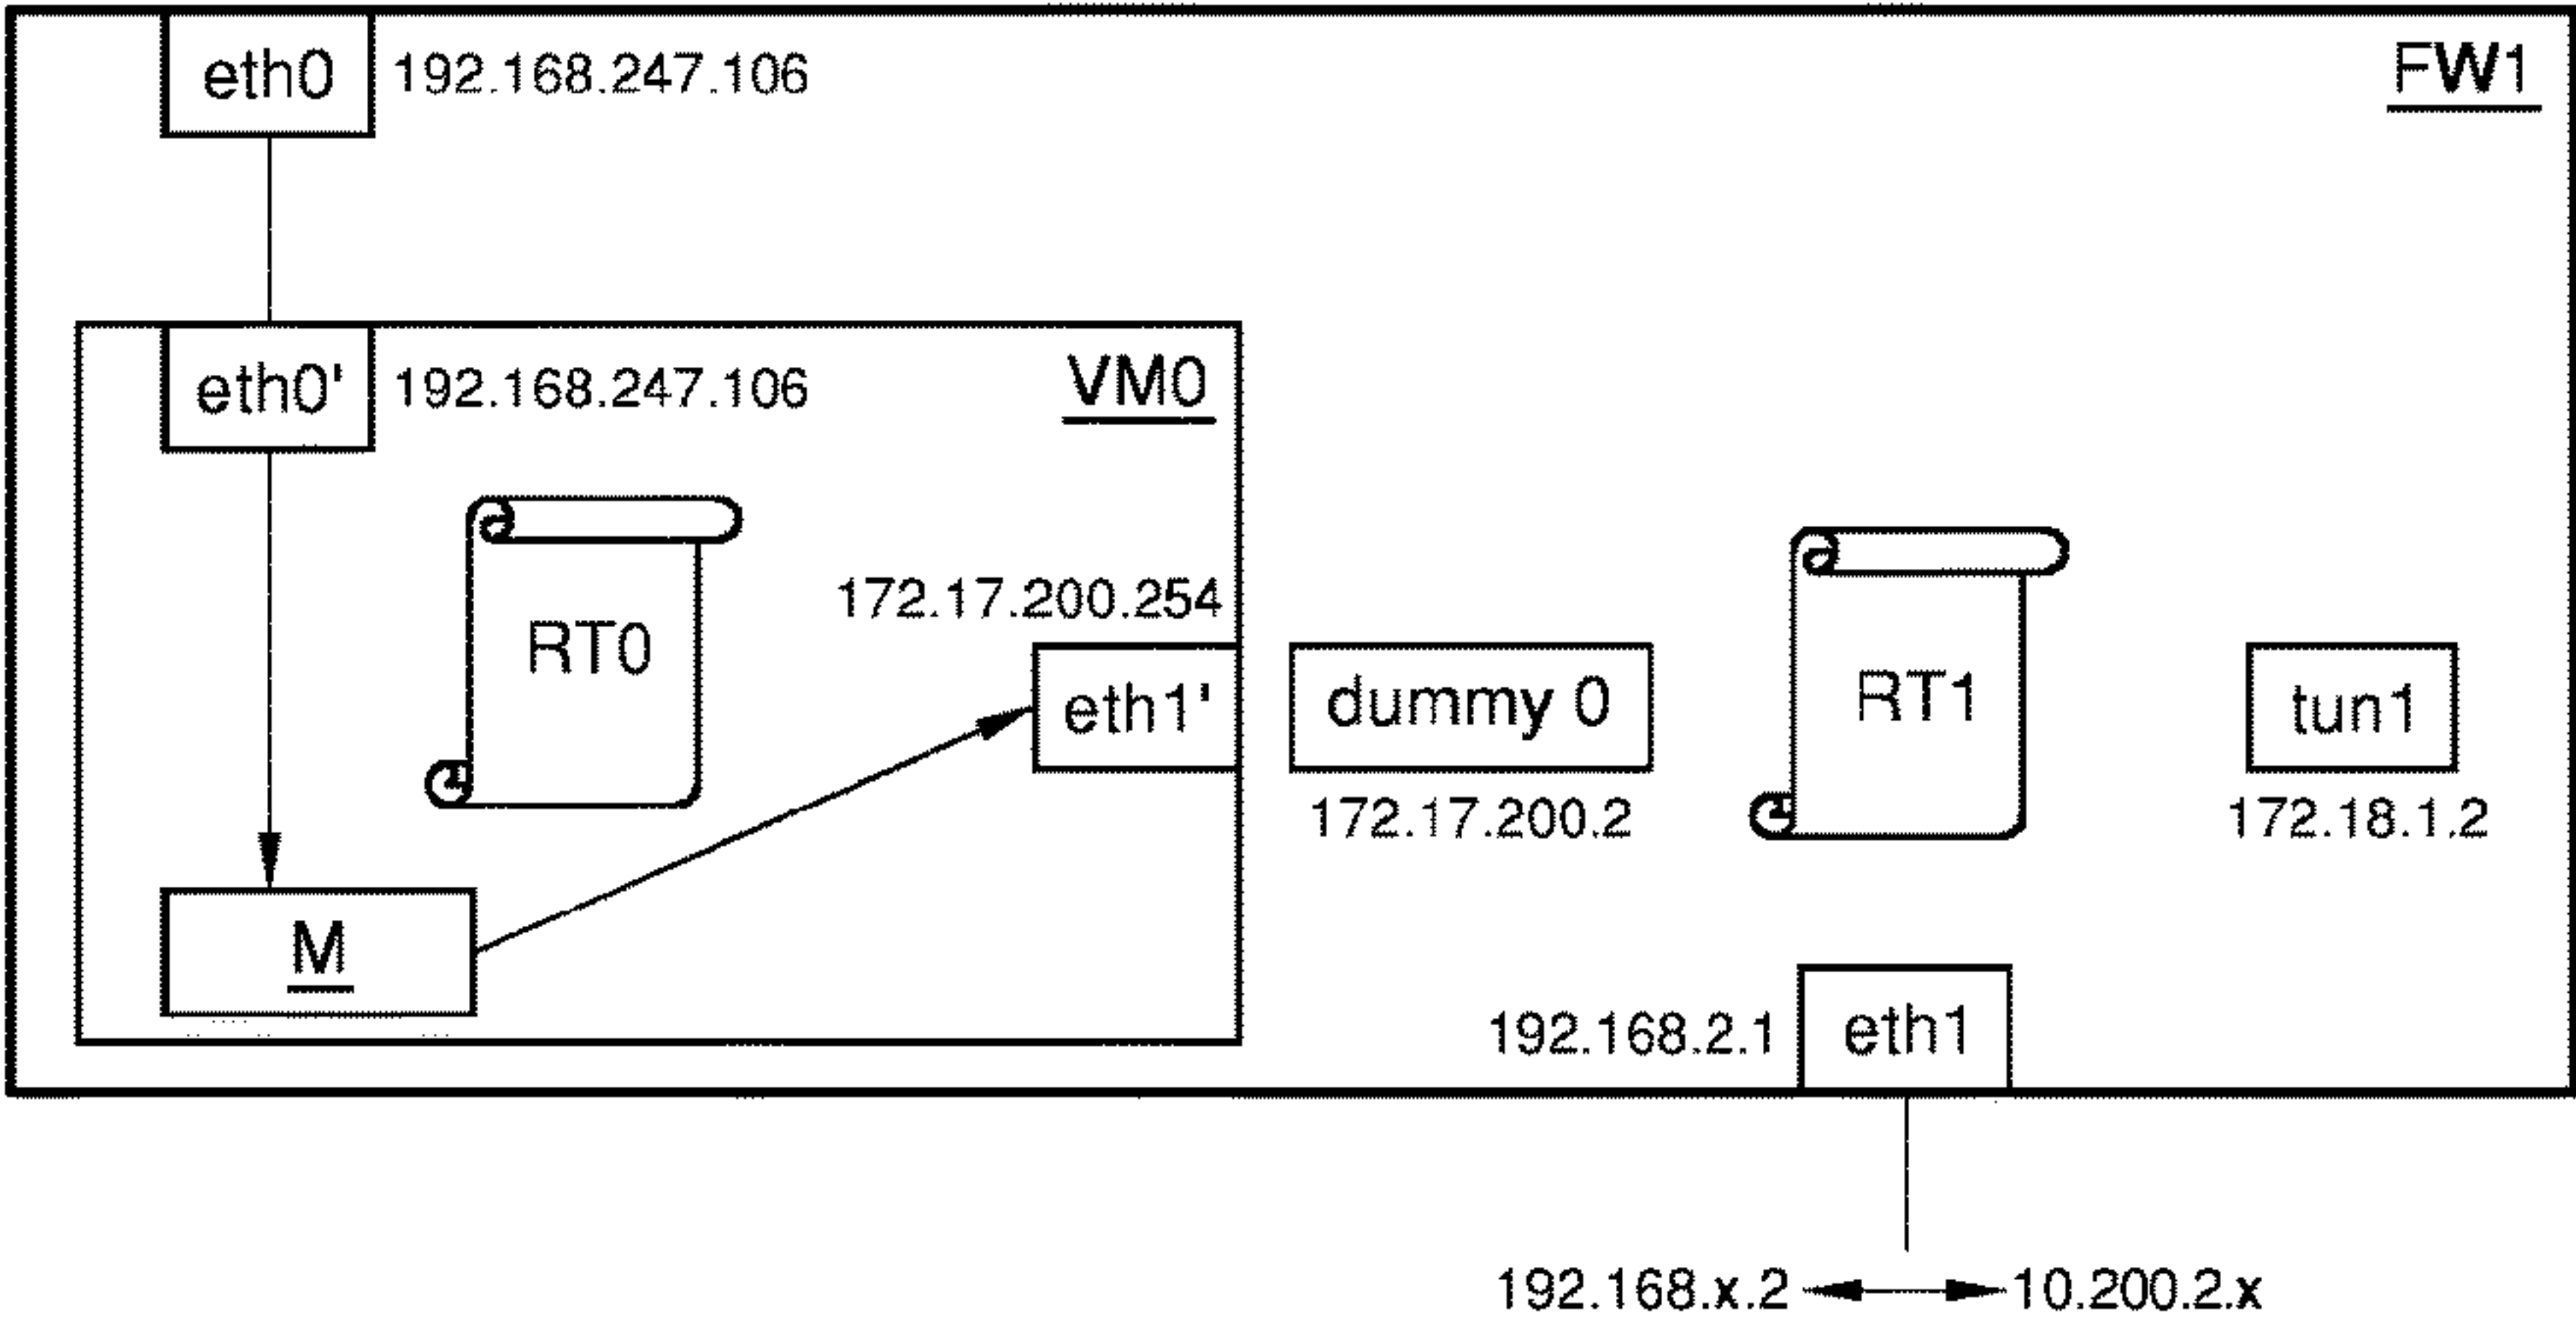 eth0 192.168.247.106 FW1
eth0' 192.168.247.106 VM0
172.17.200.254
RT0
eth1' dummy 0 RT1 tun1
172.17.200.2 172.18.1.2
M
192.168.2.1 eth1
192.168.x.2 10.200.2.x